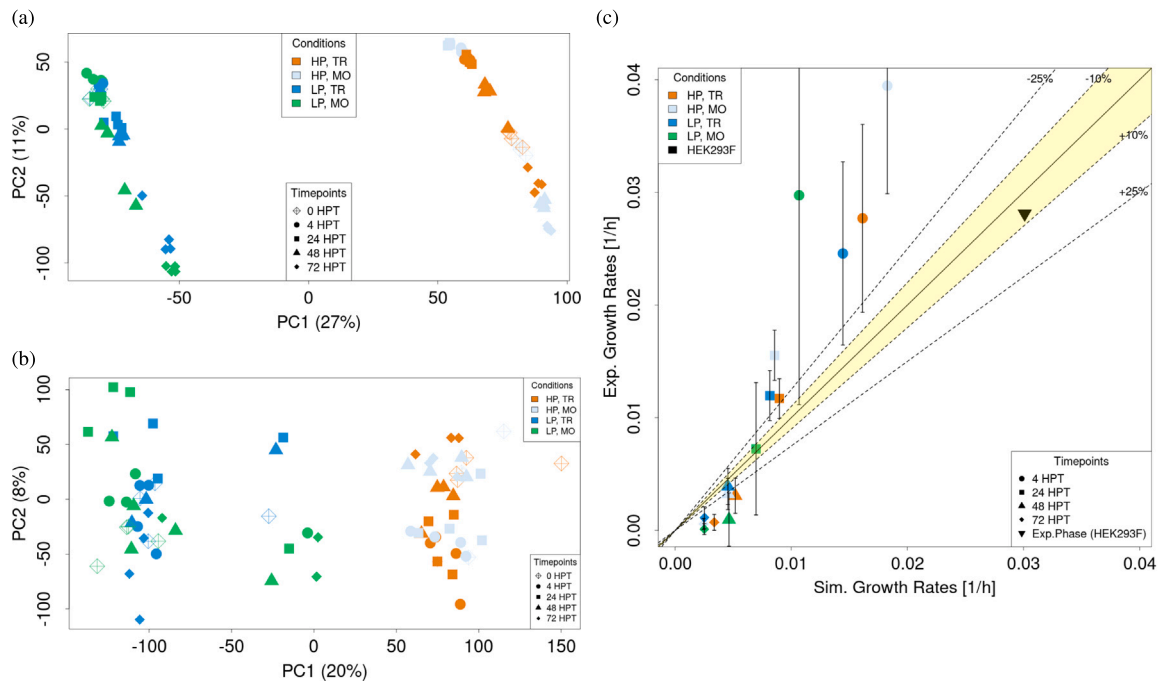 (a)
50
0
-50
-100
PC2 (11%)
-50
0
50
100
PC1 (27%)
Conditions
HP, TR
HP, MO
LP, TR
LP, MO
Timepoints
0 HPT
4 HPT
24 HPT
48 HPT
72 HPT
(b)
100
50
0
-50
-100
PC2 (8%)
-100
-50
0
50
100
150
PC1 (20%)
Conditions
HP, TR
HP, MO
LP, TR
LP, MO
Timepoints
0 HPT
4 HPT
24 HPT
48 HPT
72 HPT
(c)
0.04
0.03
0.02
0.01
0.00
Exp. Growth Rates [1/h]
0.00
0.01
0.02
0.03
0.04
Sim. Growth Rates [1/h]
Conditions
HP, TR
HP, MO
LP, TR
LP, MO
HEK293F
-25%
-10%
+10%
+25%
Timepoints
4 HPT
24 HPT
48 HPT
72 HPT
Exp.Phase (HEK293F)